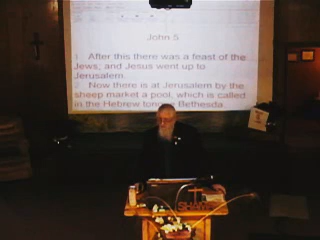 John 5
1 After this there was a feast of the
Jews; and Jesus went up to
Jerusalem.
2 Now there is at Jerusalem by the
sheep market a pool, which is called
in the Hebrew tongue Bethesda